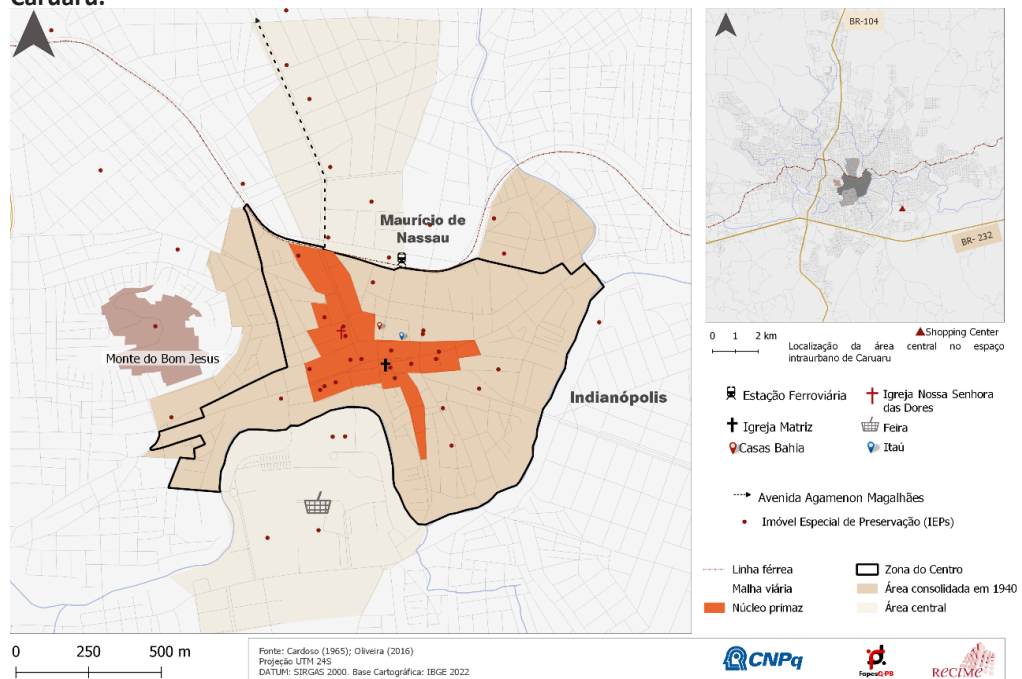 Caruaru.
Maurício de
Nassau
Monte do Bom Jesus
Indianópolis
BR-104
BR- 232
0 1 2 km
Shopping Center
Localização da área central no espaço
intraurbano de Caruaru
Estação Ferroviária
Igreja Nossa Senhora
das Dores
Igreja Matriz
Feira
Casas Bahia
Itaú
Avenida Agamenon Magalhães
Imóvel Especial de Preservação (IEPs)
Linha férrea
Zona do Centro
Malha viária
Área consolidada em 1940
Núcleo primaz
Área central
0 250 500 m
Fonte: Cardoso (1965); Oliveira (2016)
Projeção UTM 24S
DATUM: SIRGAS 2000. Base Cartográfica: IBGE 2022
CNPq
FapesQ-PB
ReCiMe